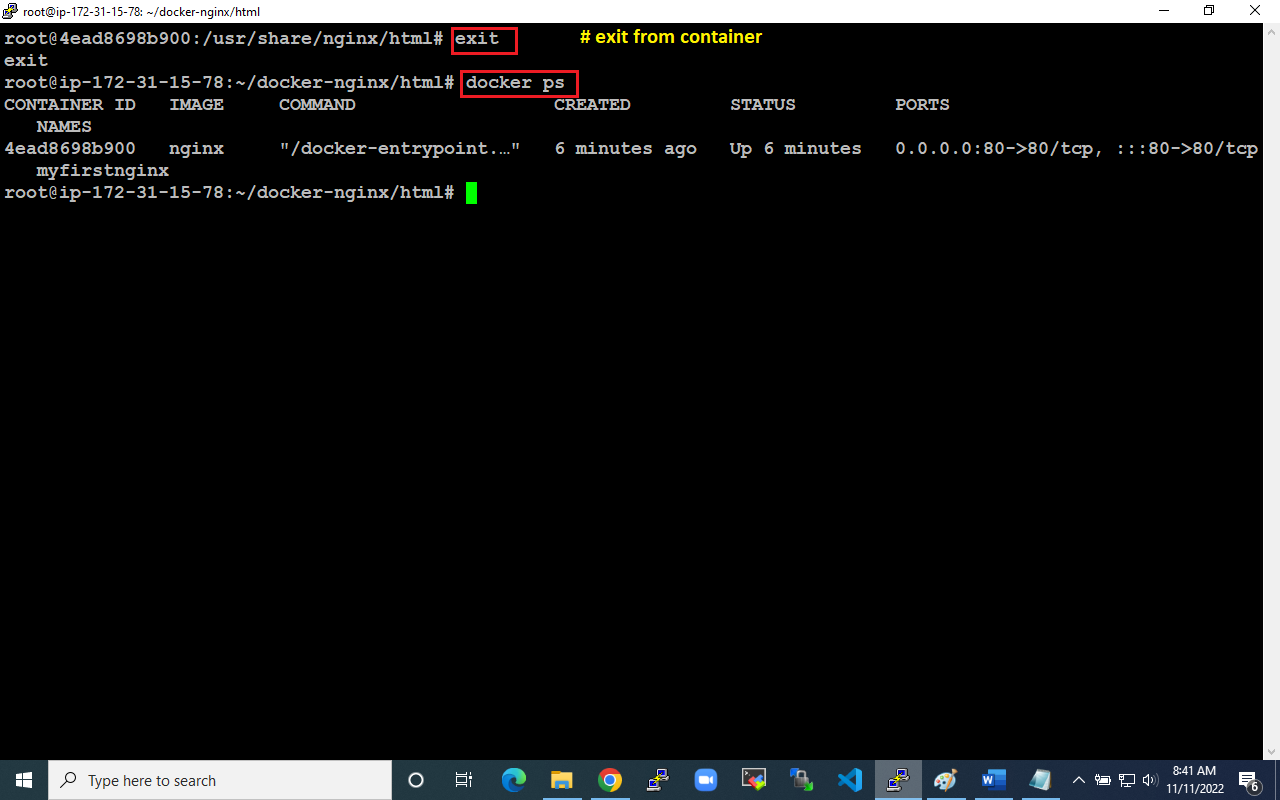 root@ip-172-31-15-78: ~/docker-nginx/html
root@4ead8698b900:/usr/share/nginx/html# exit # exit from container
exit
root@ip-172-31-15-78:~/docker-nginx/html# docker ps
CONTAINER ID IMAGE COMMAND CREATED STATUS PORTS
NAMES
4ead8698b900 nginx "/docker-entrypoint.…" 6 minutes ago Up 6 minutes 0.0.0.0:80->80/tcp, :::80->80/tcp
myfirstnginx
root@ip-172-31-15-78:~/docker-nginx/html#
Type here to search
8:41 AM
11/11/2022
6